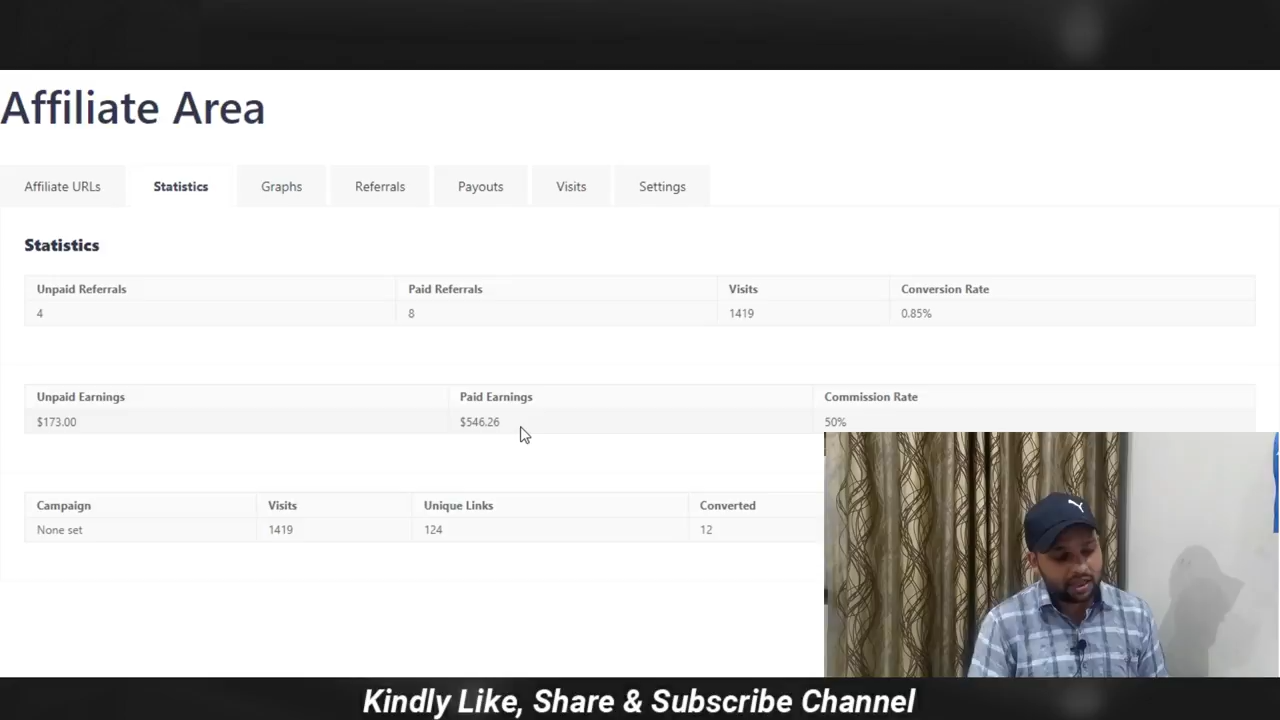 Affiliate Area
Affiliate URLs Statistics Graphs Referrals Payouts Visits Settings
Statistics
Unpaid Referrals Paid Referrals Visits Conversion Rate
4 8 1419 0.85%
Unpaid Earnings Paid Earnings Commission Rate
$173.00 $546.26 50%
Campaign Visits Unique Links Converted
None set 1419 124 12
Kindly Like, Share & Subscribe Channel